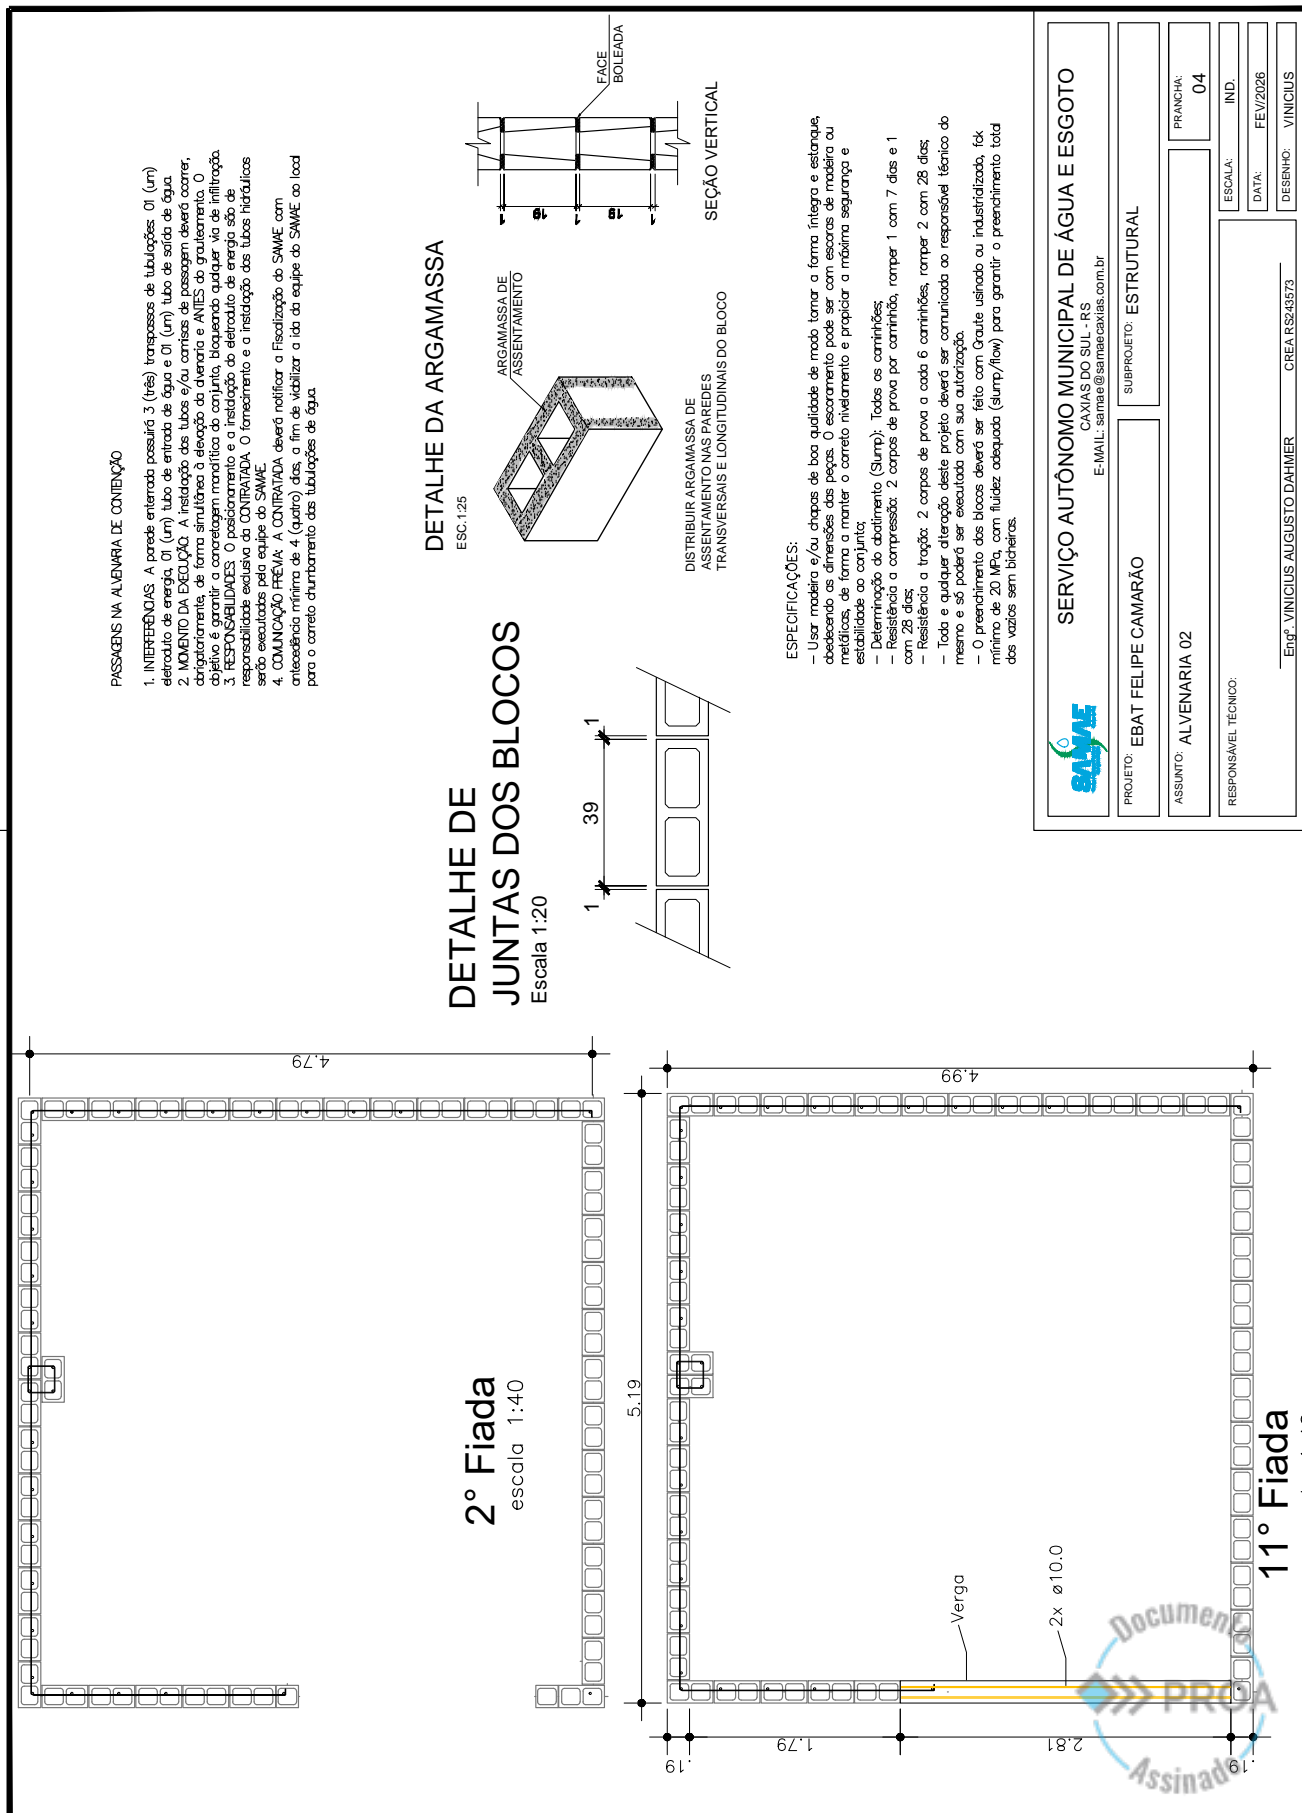 PASSAGENS NA ALVENARIA DE CONTENÇÃO
1. INTERFERÊNCIAS: A parede enterrada possuirá 3 (três) transpasses de tubulações: 01 (um)
eletroduto de energia, 01 (um) tubo de entrada de água e 01 (um) tubo de saída de água.
2. MOMENTO DA EXECUÇÃO: A instalação dos tubos e/ou camisas de passagem deverá ocorrer,
obrigatoriamente, de forma simultânea à elevação da alvenaria e ANTES do grauteamento. O
objetivo é garantir a concretagem monolítica do conjunto, bloqueando qualquer via de infiltração.
3. RESPONSABILIDADES: O posicionamento e a instalação do eletroduto de energia são de
responsabilidade exclusiva da CONTRATADA. O fornecimento e a instalação dos tubos hidráulicos
serão executados pela equipe do SAMAE.
4. COMUNICAÇÃO PRÉVIA: A CONTRATADA deverá notificar a Fiscalização do SAMAE com
antecedência mínima de 4 (quatro) dias, a fim de viabilizar a ida da equipe do SAMAE ao local
para o correto chumbamento das tubulações de água.
DETALHE DA ARGAMASSA
ESC.1:25
ARGAMASSA DE
ASSENTAMENTO
DISTRIBUIR ARGAMASSA DE
ASSENTAMENTO NAS PAREDES
TRANSVERSAIS E LONGITUDINAIS DO BLOCO
FACE
BOLEADA
1
19
1
19
1
SEÇÃO VERTICAL
DETALHE DE
JUNTAS DOS BLOCOS
Escala 1:20
1
39
1
ESPECIFICAÇÕES:
– Usar madeira e/ou chapas de boa qualidade de modo tornar a forma íntegra e estanque,
obedecendo as dimensões das peças. O escoramento pode ser com escoras de madeira ou
metálicas, de forma a manter o correto nivelamento e propiciar a máxima segurança e
estabilidade ao conjunto;
– Determinação do abatimento (Slump): Todos os caminhões;
– Resistência a compressão: 2 corpos de prova por caminhão, romper 1 com 7 dias e 1
com 28 dias;
– Resistência a tração: 2 corpos de prova a cada 6 caminhões, romper 2 com 28 dias;
– Toda e qualquer alteração deste projeto deverá ser comunicada ao responsável técnico do
mesmo e só poderá ser executada com sua autorização.
– O preenchimento dos blocos deverá ser feito com Graute usinado ou industrializado, fck
mínimo de 20 MPa, com fluidez adequada (slump/flow) para garantir o preenchimento total
dos vazios sem bicheiras.
SAMAE
SERVIÇO AUTÔNOMO MUNICIPAL DE ÁGUA E ESGOTO
CAXIAS DO SUL - RS
E-MAIL: samae@samaecaxias.com.br
PROJETO: EBAT FELIPE CAMARÃO
SUBPROJETO: ESTRUTURAL
ASSUNTO: ALVENARIA 02
PRANCHA: 04
RESPONSÁVEL TÉCNICO:
Engº. VINICIUS AUGUSTO DAHMER CREA RS243573
ESCALA: IND.
DATA: FEV/2026
DESENHO: VINICIUS
4.79
2° Fiada
escala 1:40
4.99
5.19
Verga
2x ø10.0
.19
1.79
2.81
.19
11° Fiada
Documento
PROA
Assinado